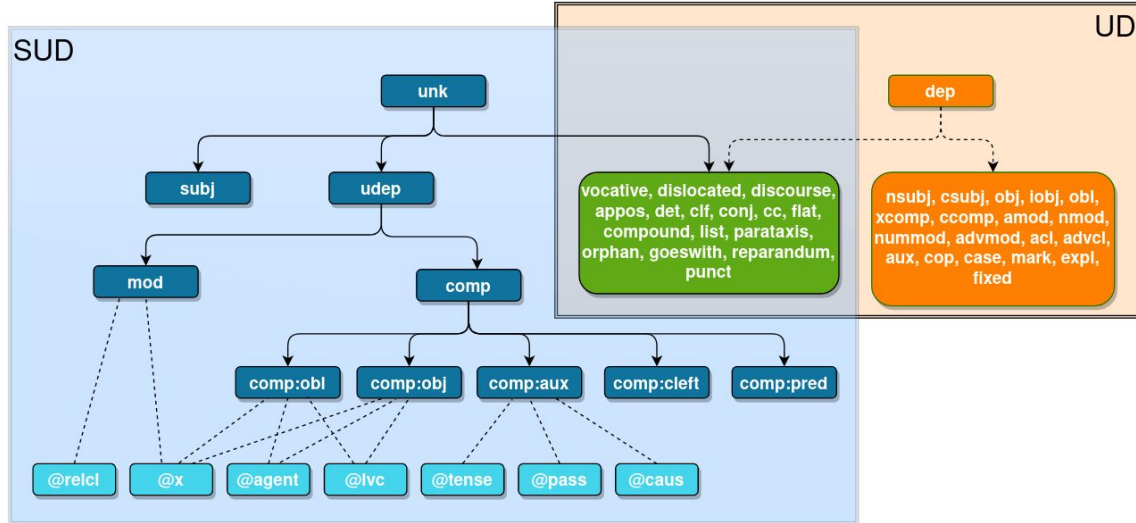 SUD
UD
unk
dep
subj
udep
vocative, dislocated, discourse,
appos, det, clf, conj, cc, flat,
compound, list, parataxis,
orphan, goeswith, reparandum,
punct
nsubj, csubj, obj, iobj, obl,
xcomp, ccomp, amod, nmod,
nummod, advmod, acl, advcl,
aux, cop, case, mark, expl,
fixed
mod
comp
comp:obl
comp:obj
comp:aux
comp:cleft
comp:pred
@relcl
@x
@agent
@lvc
@tense
@pass
@caus